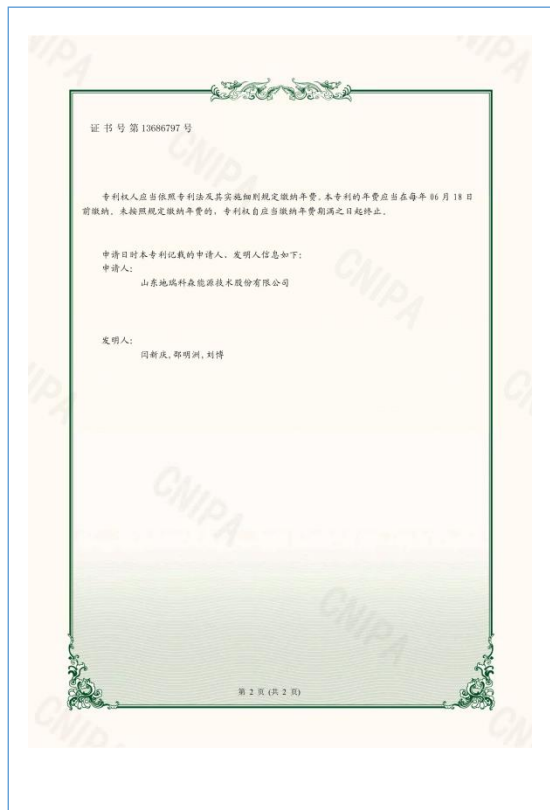 证书号第13686797号
专利权人应当依照专利法及其实施细则规定缴纳年费。本专利的年费应当在每年06月18日
前缴纳。未按照规定缴纳年费的，专利权自应当缴纳年费期满之日起终止。
申请日时本专利记载的申请人、发明人信息如下：
申请人：
山东地瑞科森能源技术股份有限公司
发明人：
闫新庆,郗明洲,刘博
第 2 页 (共 2 页)
CNIPA
CNIPA
CNIPA
CNIPA
CNIPA
CNIPA